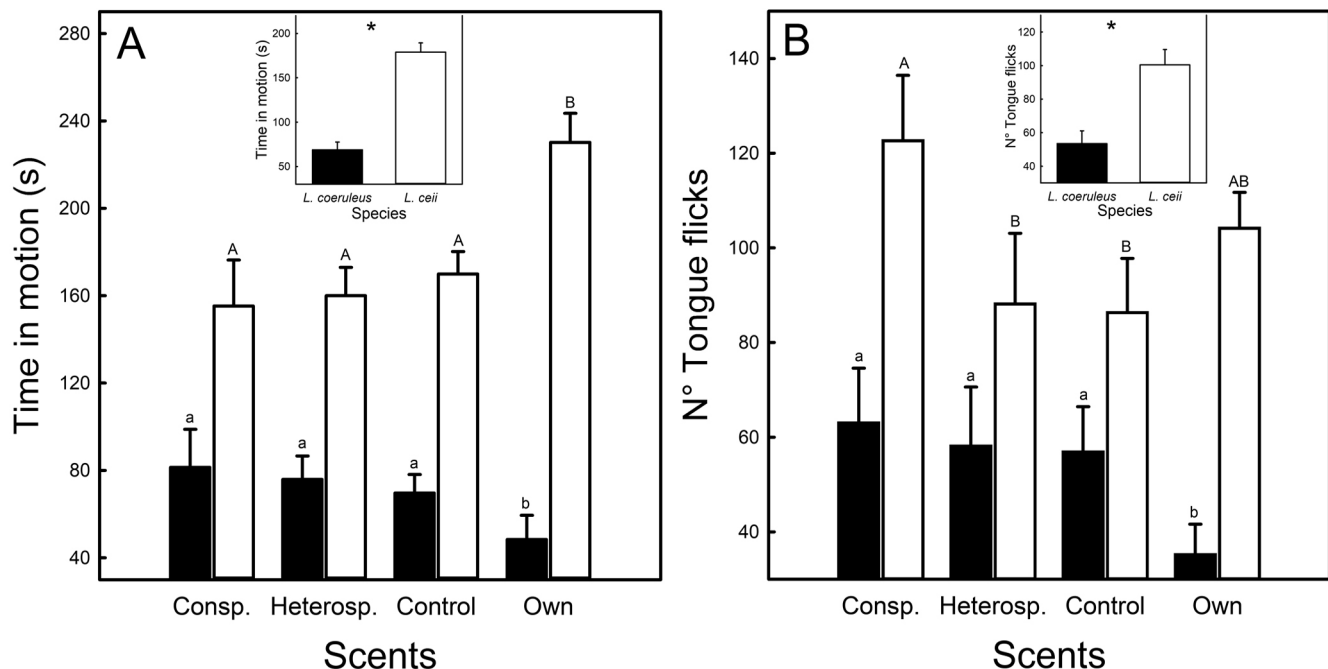 A
Time in motion (s)
280
240
200
160
120
80
40
*
Time in motion (s)
200
150
100
50
L. coeruleus L. ceii
Species
a A
a A
a A
b B
Consp. Heterosp. Control Own
Scents
B
N° Tongue flicks
140
120
100
80
60
40
*
N° Tongue flicks
120
100
80
60
40
L. coeruleus L. ceii
Species
a A
a B
a B
b AB
Consp. Heterosp. Control Own
Scents